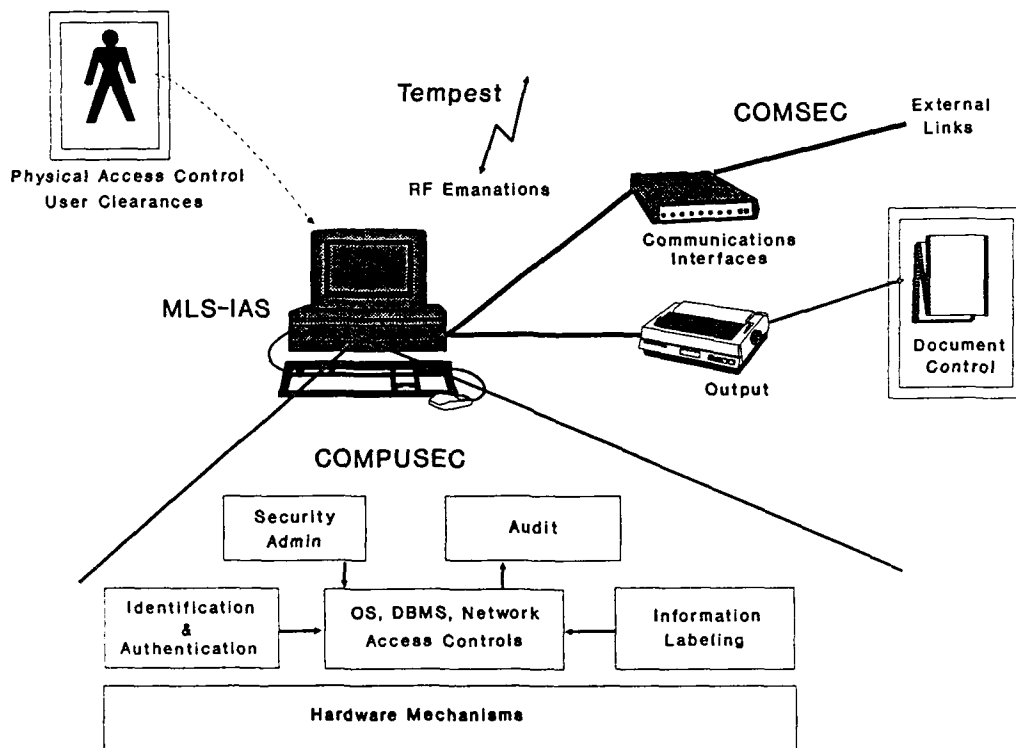 Tempest
COMSEC
External
Links
Physical Access Control
User Clearances
RF Emanations
Communications
Interfaces
MLS-IAS
Document
Control
Output
COMPUSEC
Security
Admin
Audit
Identification
&
Authentication
OS, DBMS, Network
Access Controls
Information
Labeling
Hardware Mechanisms